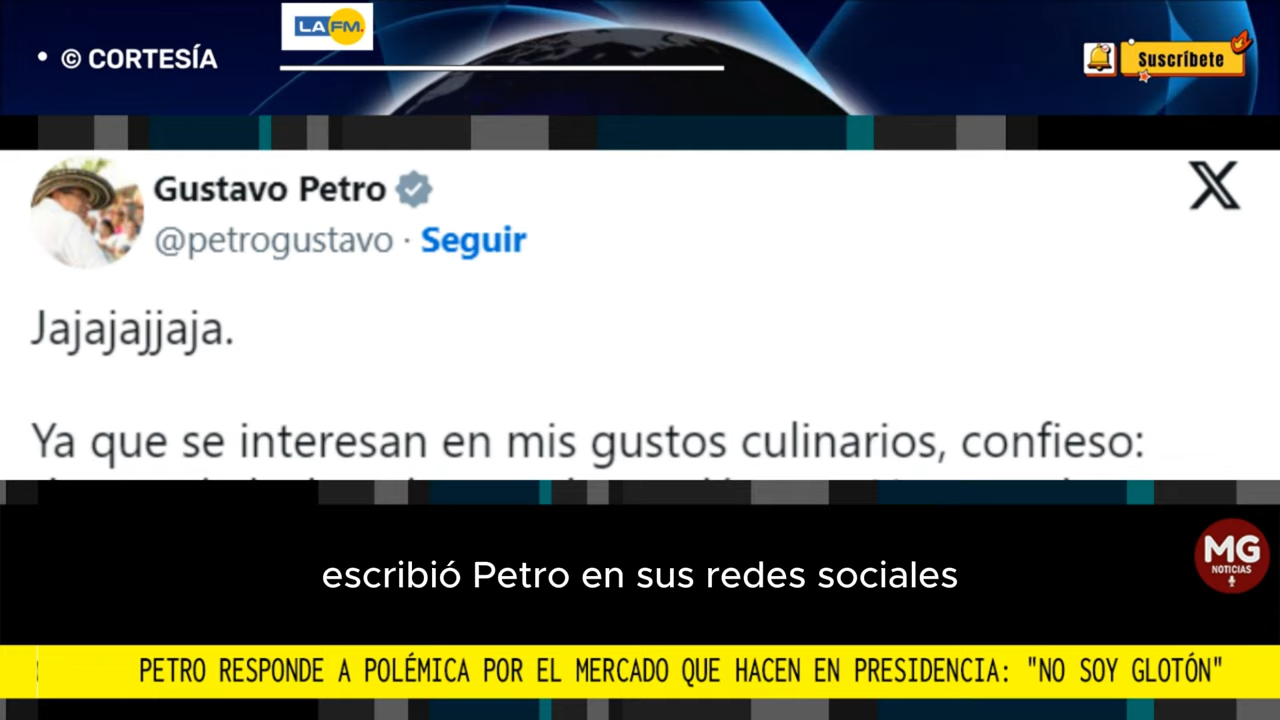 • © CORTESÍA
LA FM.
Suscríbete
Gustavo Petro
X
@petrogustavo · Seguir
Jajajajjaja.
Ya que se interesan en mis gustos culinarios, confieso:
escribió Petro en sus redes sociales
MG
NOTICIAS
PETRO RESPONDE A POLÉMICA POR EL MERCADO QUE HACEN EN PRESIDENCIA: "NO SOY GLOTÓN"